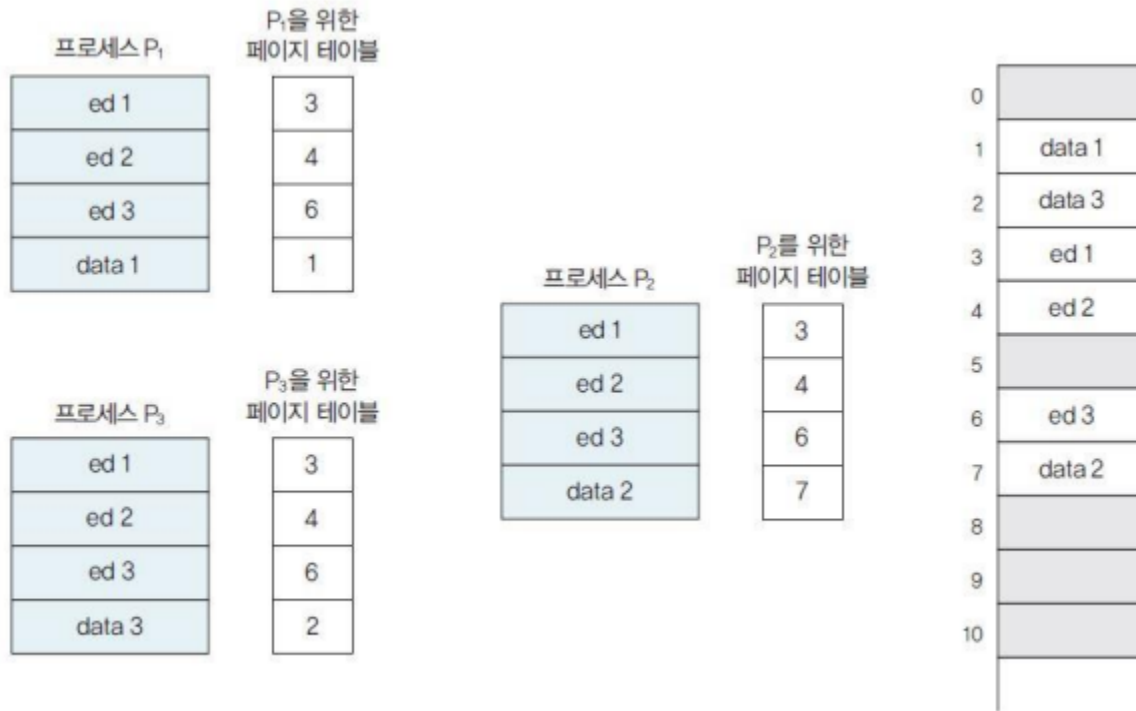 프로세스 P₁
P₁을 위한
페이지 테이블
ed 1
3
ed 2
4
ed 3
6
data 1
1
프로세스 P₃
P₃을 위한
페이지 테이블
ed 1
3
ed 2
4
ed 3
6
data 3
2
프로세스 P₂
P₂를 위한
페이지 테이블
ed 1
3
ed 2
4
ed 3
6
data 2
7
0
1 data 1
2 data 3
3 ed 1
4 ed 2
5
6 ed 3
7 data 2
8
9
10